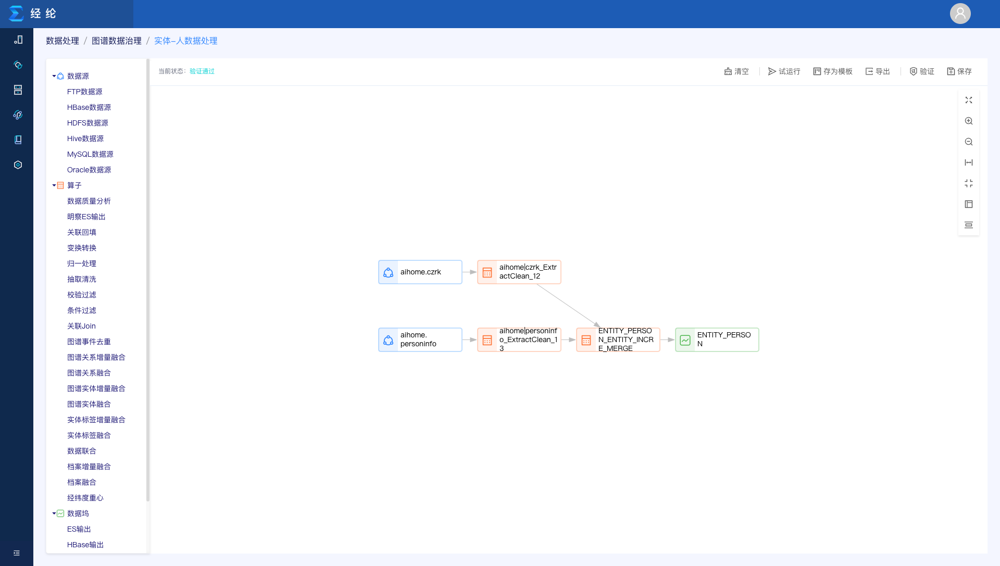 经 纶
数据处理 / 图谱数据治理 / 实体-人数据处理
数据源
FTP数据源
HBase数据源
HDFS数据源
Hive数据源
MySQL数据源
Oracle数据源
算子
数据质量分析
明察ES输出
关联回填
变换转换
归一处理
抽取清洗
校验过滤
条件过滤
关联Join
图谱事件去重
图谱关系增量融合
图谱关系融合
图谱实体增量融合
图谱实体融合
实体标签增量融合
实体标签融合
数据联合
档案增量融合
档案融合
经纬度重心
数据坞
ES输出
HBase输出
当前状态: 验证通过
清空 试运行 存为模板 导出 验证 保存
aihome.czrk
aihome|czrk_Extr
actClean_12
aihome.
personinfo
aihome|personinf
o_ExtractClean_1
3
ENTITY_PERSO
N_ENTITY_INCR
E_MERGE
ENTITY_PERSO
N